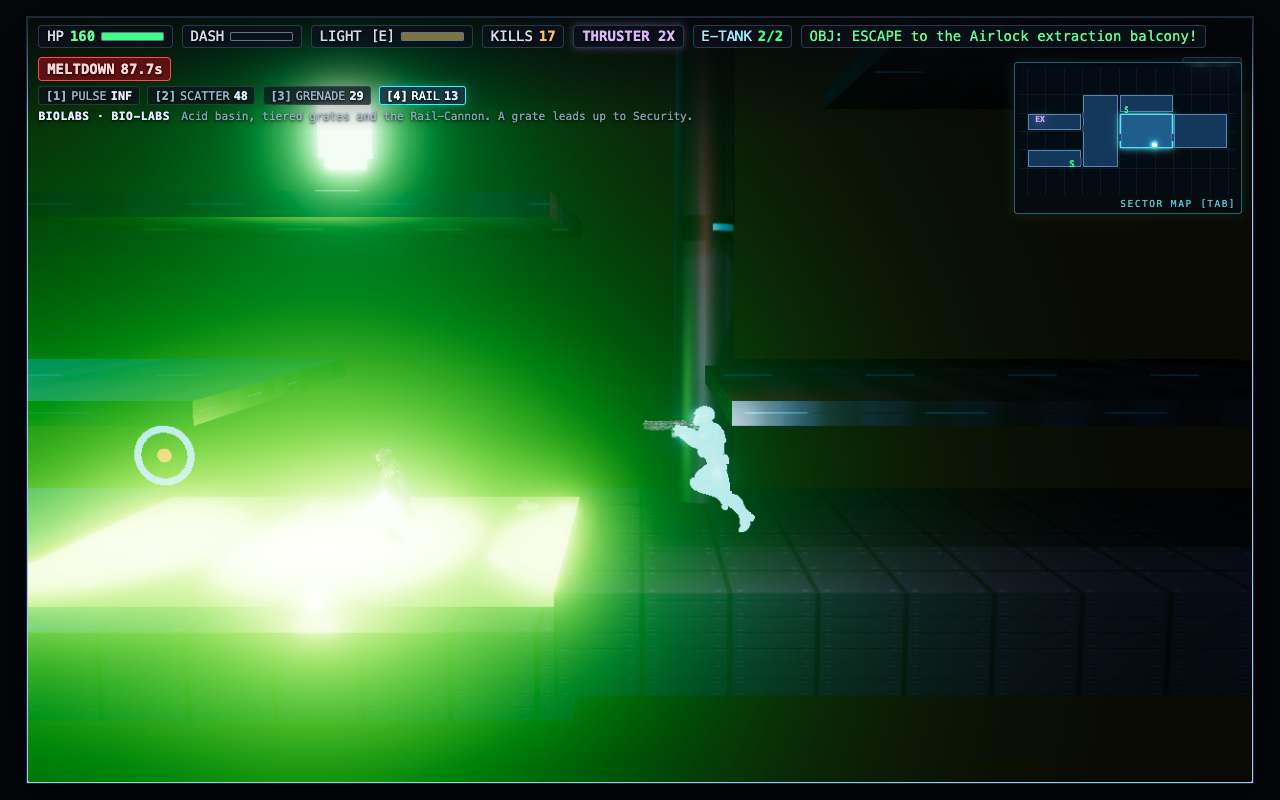 HP 160 DASH LIGHT [E] KILLS 17 THRUSTER 2X E-TANK 2/2 OBJ: ESCAPE to the Airlock extraction balcony!
MELTDOWN 87.7s
[1] PULSE INF [2] SCATTER 48 [3] GRENADE 29 [4] RAIL 13
BIOLABS · BIO-LABS Acid basin, tiered grates and the Rail-Cannon. A grate leads up to Security.
S
EX
S
SECTOR MAP [TAB]